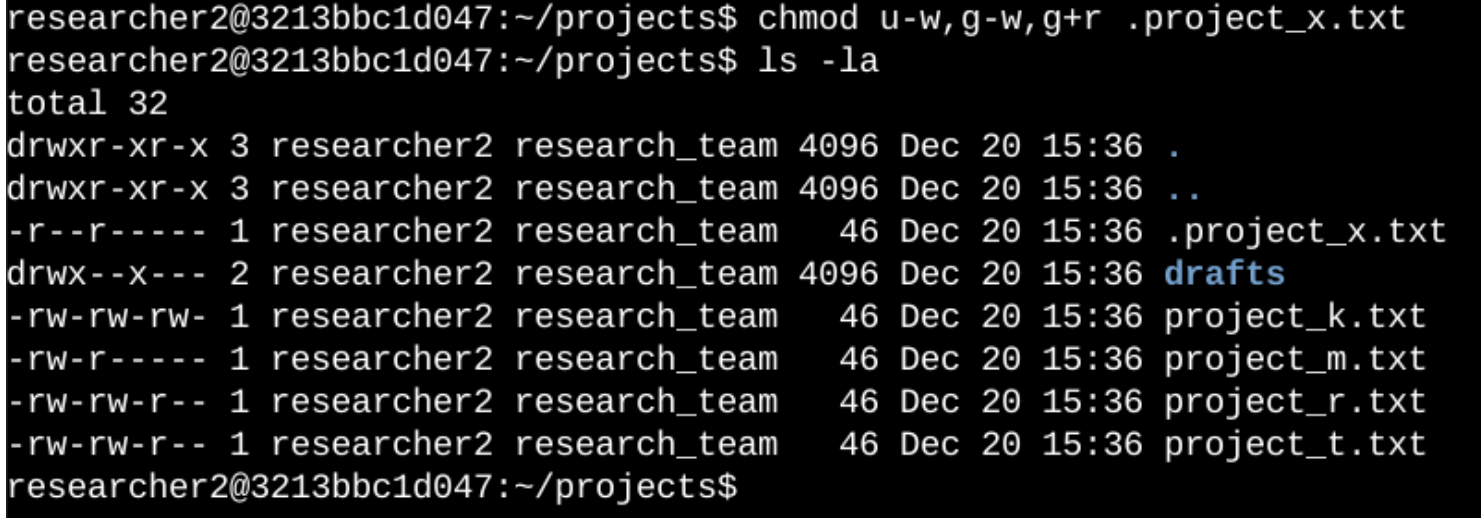 researcher2@3213bbc1d047:~/projects$ chmod u-w,g-w,g+r .project_x.txt
researcher2@3213bbc1d047:~/projects$ ls -la
total 32
drwxr-xr-x 3 researcher2 research_team 4096 Dec 20 15:36 .
drwxr-xr-x 3 researcher2 research_team 4096 Dec 20 15:36 ..
-r--r----- 1 researcher2 research_team   46 Dec 20 15:36 .project_x.txt
drwx--x--- 2 researcher2 research_team 4096 Dec 20 15:36 drafts
-rw-rw-rw- 1 researcher2 research_team   46 Dec 20 15:36 project_k.txt
-rw-r----- 1 researcher2 research_team   46 Dec 20 15:36 project_m.txt
-rw-rw-r-- 1 researcher2 research_team   46 Dec 20 15:36 project_r.txt
-rw-rw-r-- 1 researcher2 research_team   46 Dec 20 15:36 project_t.txt
researcher2@3213bbc1d047:~/projects$